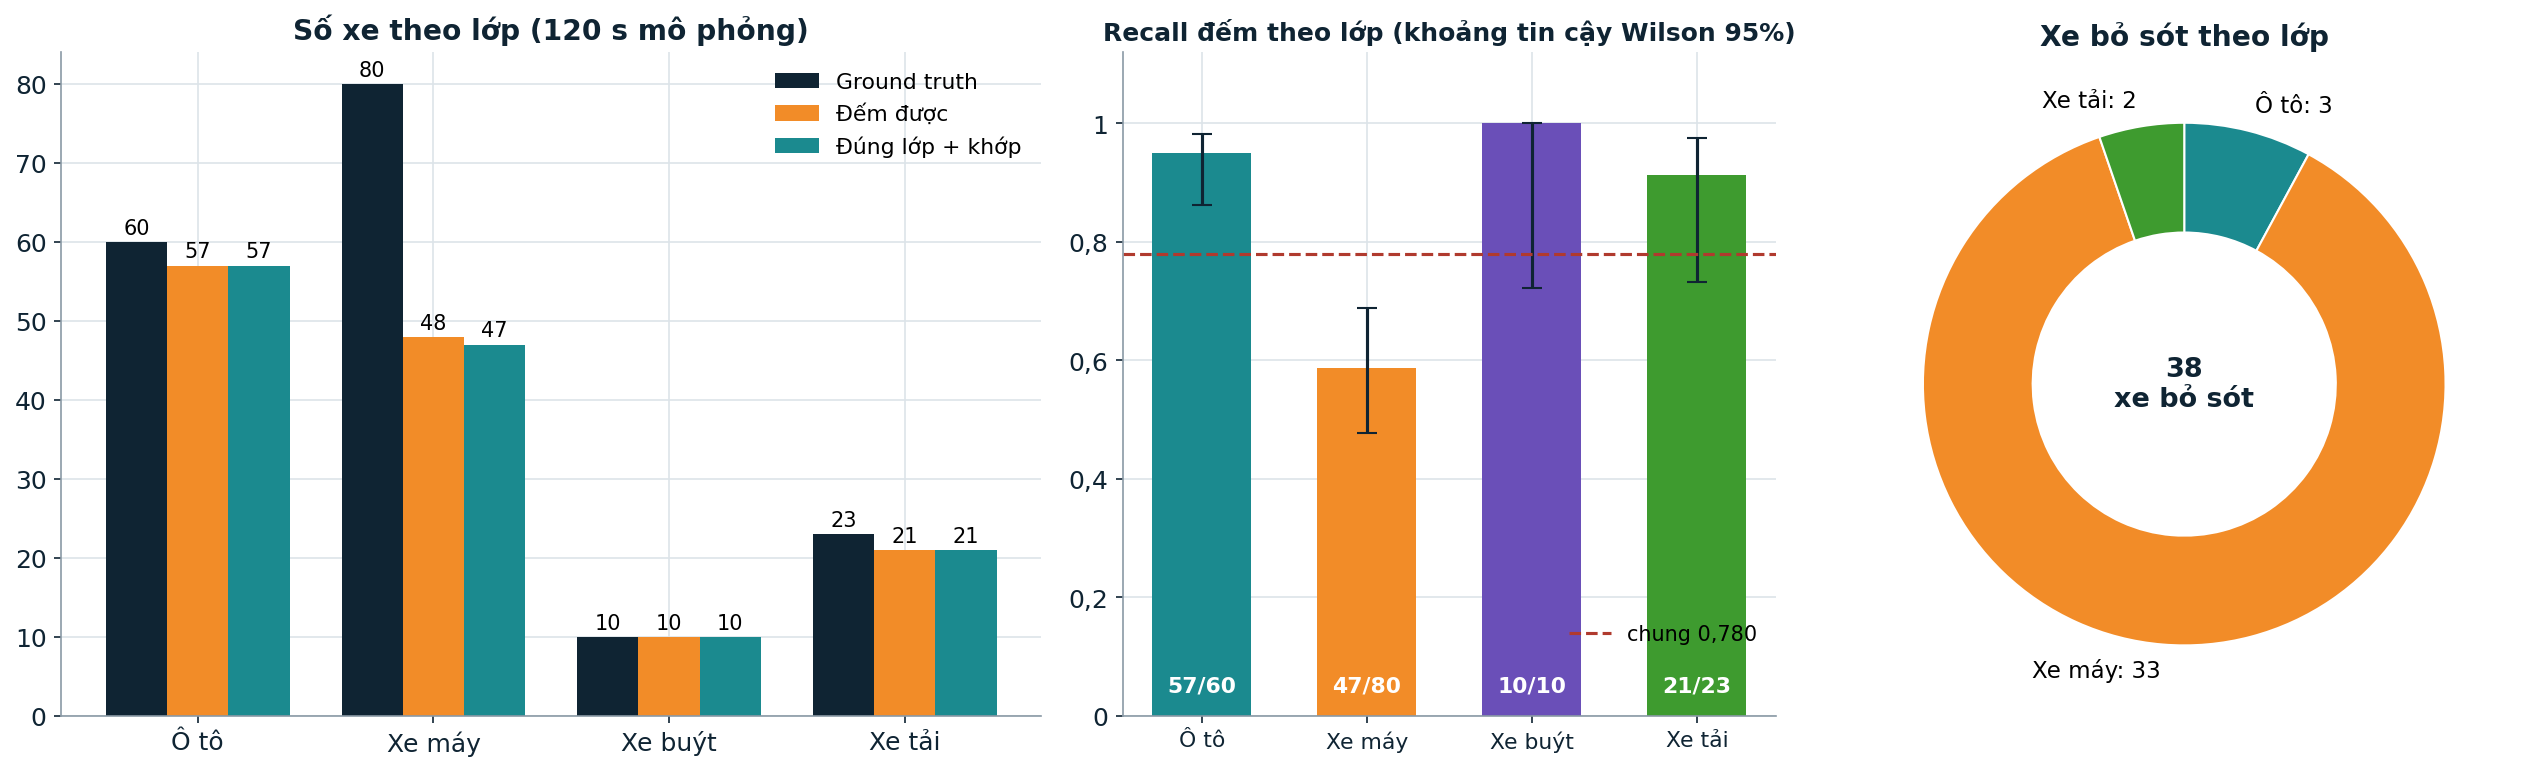 Số xe theo lớp (120 s mô phỏng)
80
70
60
50
40
30
20
10
0
Ground truth
Đếm được
Đúng lớp + khớp
60
57
57
80
48
47
10
10
10
23
21
21
Ô tô
Xe máy
Xe buýt
Xe tải
Recall đếm theo lớp (khoảng tin cậy Wilson 95%)
1
0,8
0,6
0,4
0,2
0
chung 0,780
57/60
47/80
10/10
21/23
Ô tô
Xe máy
Xe buýt
Xe tải
Xe bỏ sót theo lớp
Xe tải: 2
Ô tô: 3
38
xe bỏ sót
Xe máy: 33